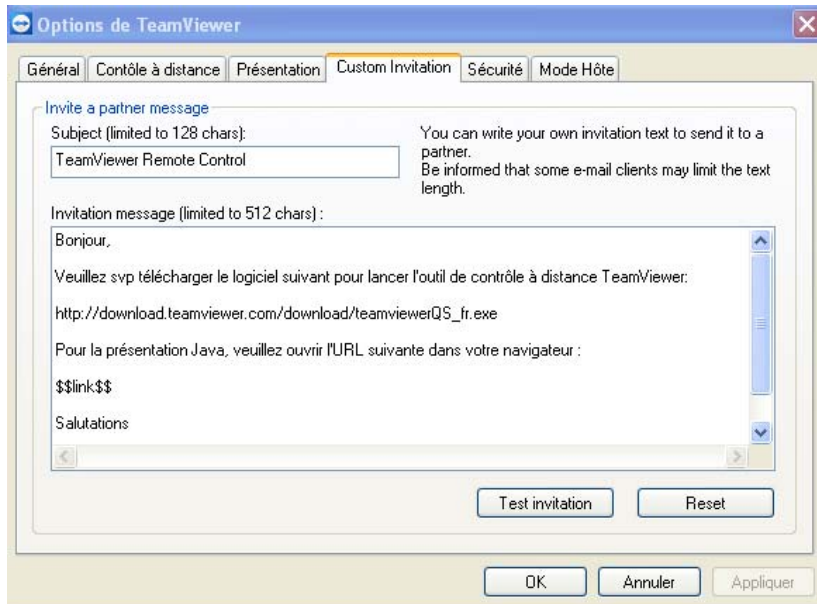 Options de TeamViewer
Général
Contôle à distance
Présentation
Custom Invitation
Sécurité
Mode Hôte
Invite a partner message
Subject (limited to 128 chars):
TeamViewer Remote Control
You can write your own invitation text to send it to a
partner.
Be informed that some e-mail clients may limit the text
length.
Invitation message (limited to 512 chars) :
Bonjour,
Veuillez svp télécharger le logiciel suivant pour lancer l'outil de contrôle à distance TeamViewer:
http://download.teamviewer.com/download/teamviewerQS_fr.exe
Pour la présentation Java, veuillez ouvrir l'URL suivante dans votre navigateur :
$$link$$
Salutations
Test invitation
Reset
OK
Annuler
Appliquer